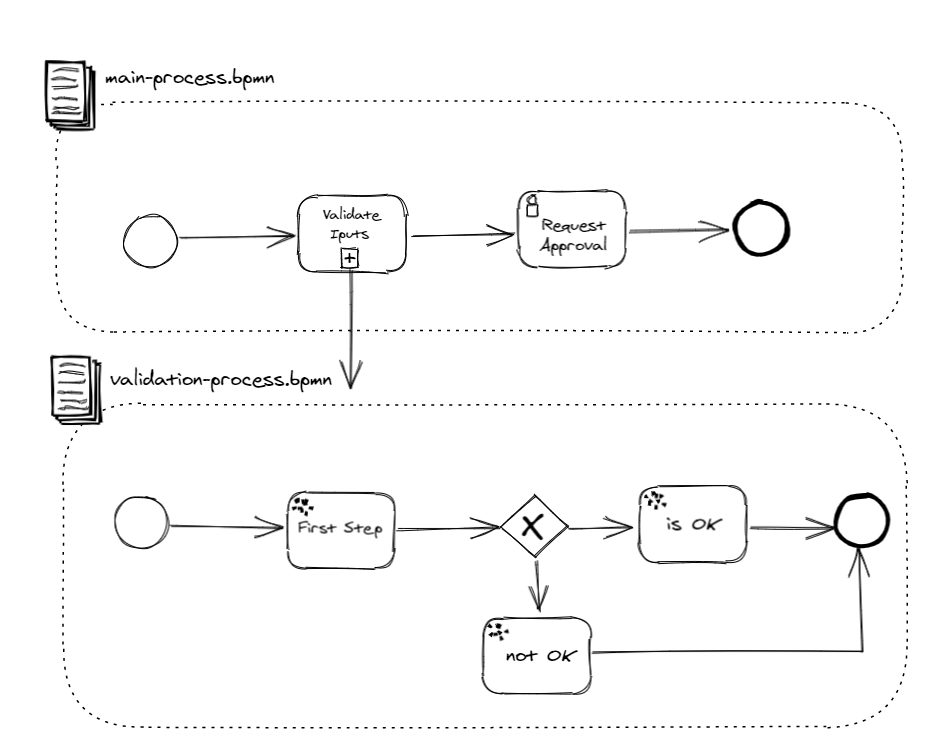 main-process.bpmn
Validate
Iputs
Request
Approval
validation-process.bpmn
First Step
X
is OK
not OK